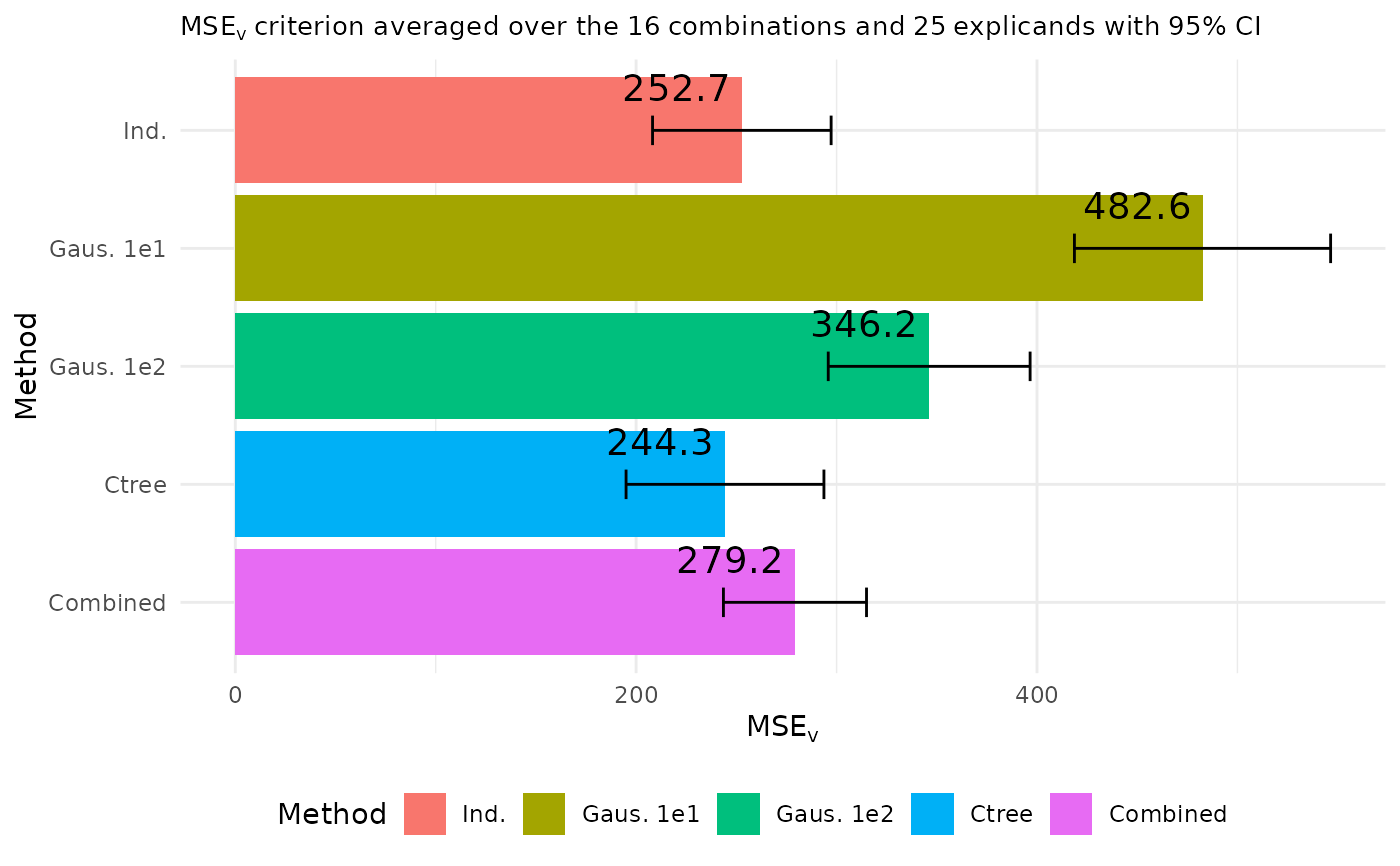 MSEv criterion averaged over the 16 combinations and 25 explicands with 95% CI
Method
Ind.
252.7
Gaus. 1e1
482.6
Gaus. 1e2
346.2
Ctree
244.3
Combined
279.2
0 200 400
MSEv
Method Ind. Gaus. 1e1 Gaus. 1e2 Ctree Combined